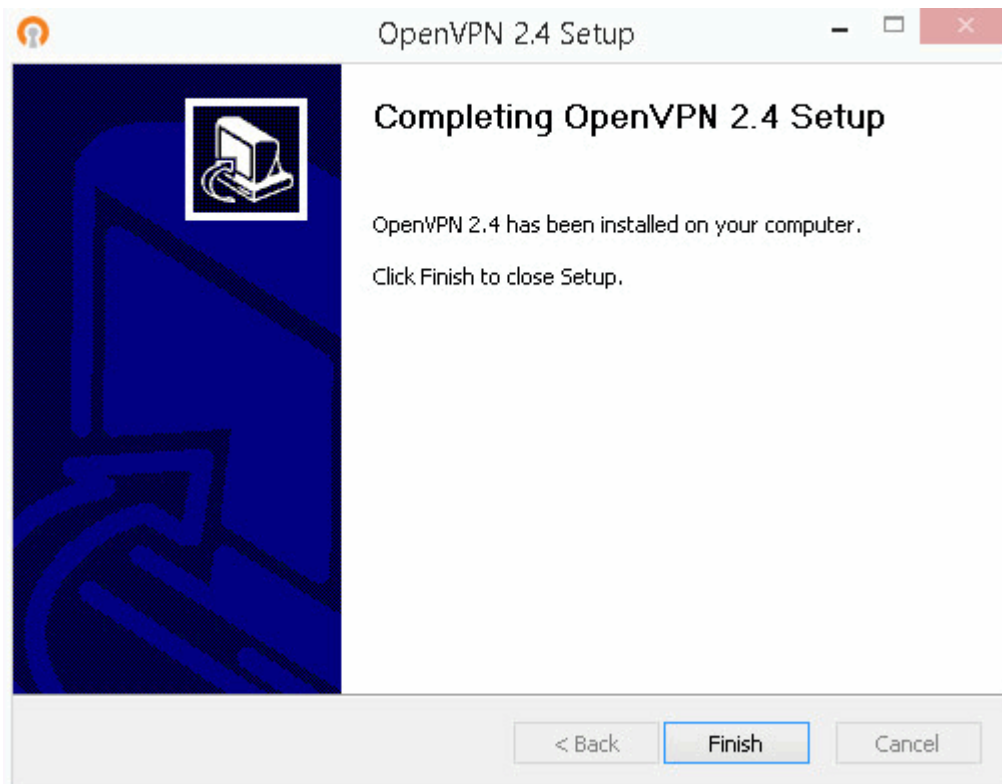 OpenVPN 2.4 Setup
Completing OpenVPN 2.4 Setup
OpenVPN 2.4 has been installed on your computer.
Click Finish to close Setup.
< Back
Finish
Cancel